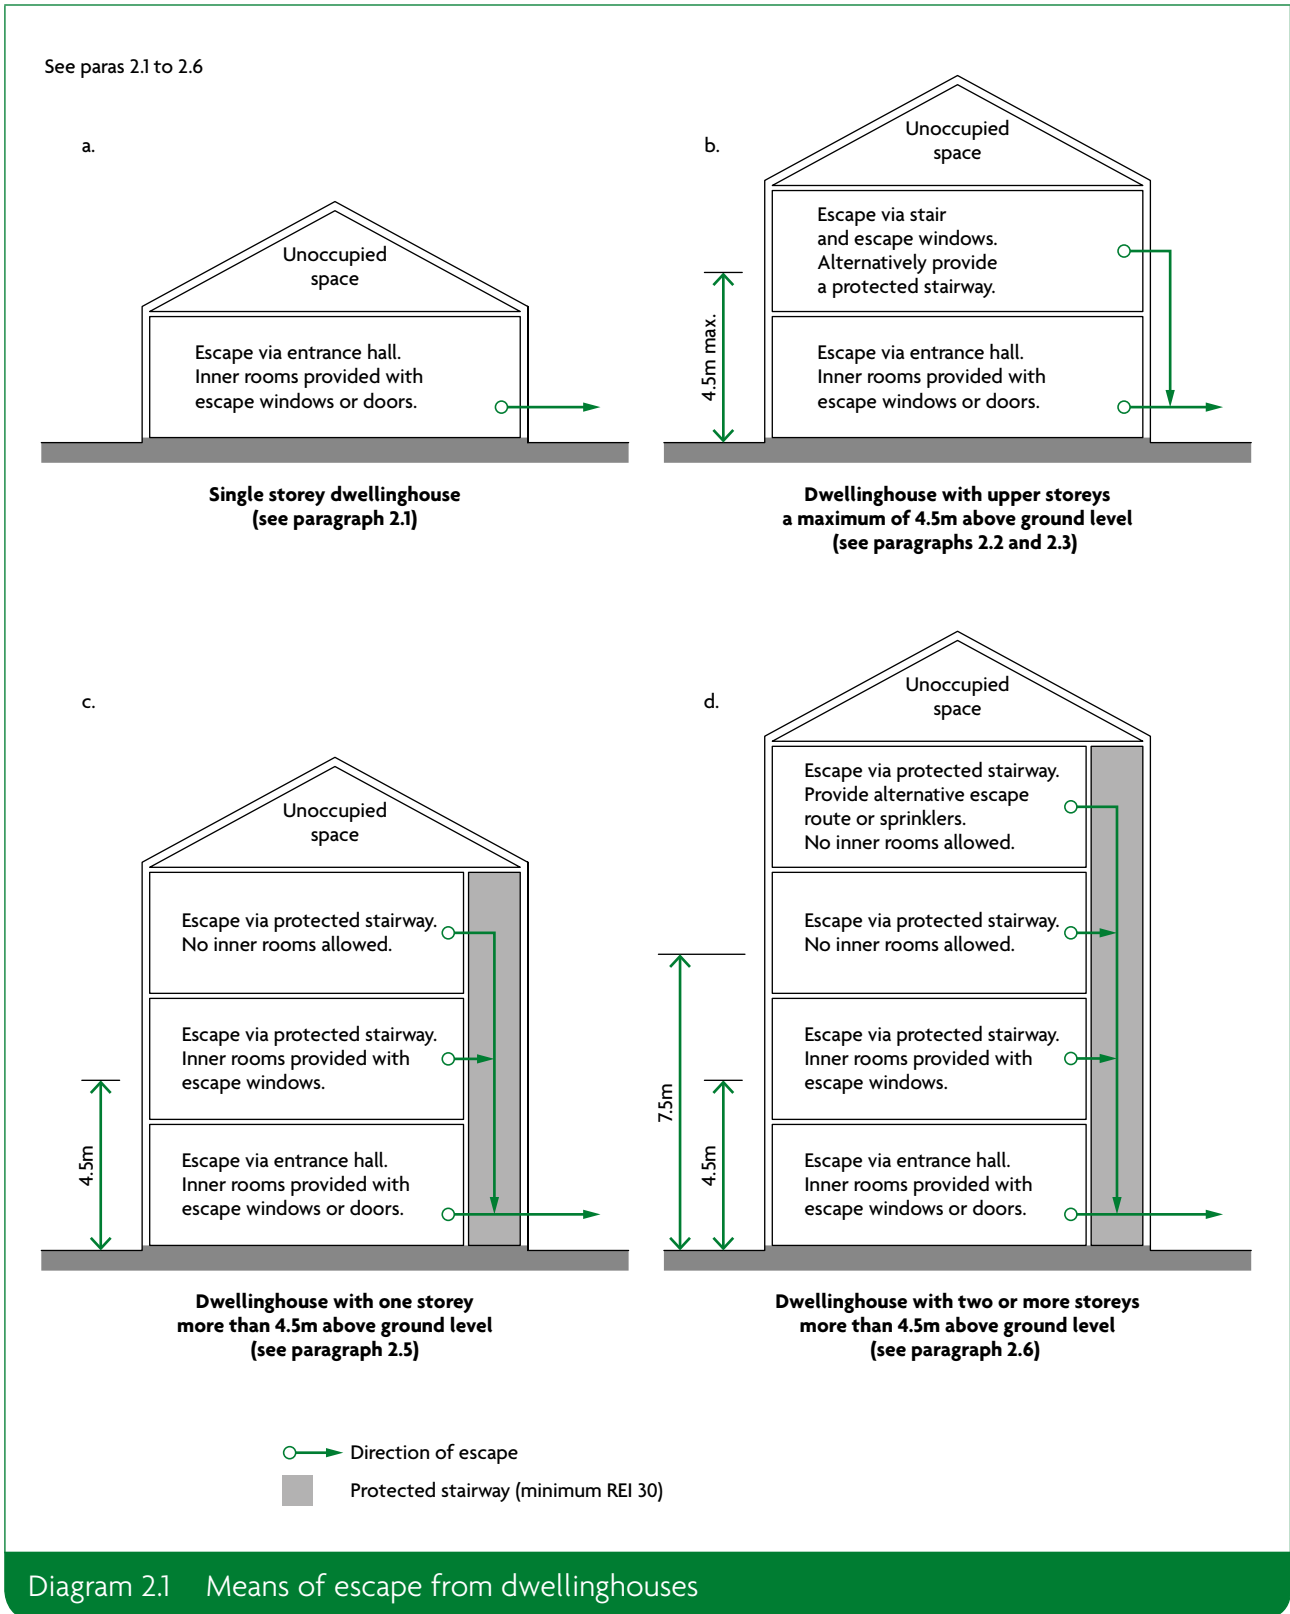 See paras 2.1 to 2.6
a.
Unoccupied
space
Escape via entrance hall.
Inner rooms provided with
escape windows or doors.
Single storey dwellinghouse
(see paragraph 2.1)
b.
Unoccupied
space
Escape via stair
and escape windows.
Alternatively provide
a protected stairway.
4.5m max.
Escape via entrance hall.
Inner rooms provided with
escape windows or doors.
Dwellinghouse with upper storeys
a maximum of 4.5m above ground level
(see paragraphs 2.2 and 2.3)
c.
Unoccupied
space
Escape via protected stairway.
No inner rooms allowed.
Escape via protected stairway.
Inner rooms provided with
escape windows.
4.5m
Escape via entrance hall.
Inner rooms provided with
escape windows or doors.
Dwellinghouse with one storey
more than 4.5m above ground level
(see paragraph 2.5)
d.
Unoccupied
space
Escape via protected stairway.
Provide alternative escape
route or sprinklers.
No inner rooms allowed.
Escape via protected stairway.
No inner rooms allowed.
Escape via protected stairway.
Inner rooms provided with
escape windows.
7.5m
4.5m
Escape via entrance hall.
Inner rooms provided with
escape windows or doors.
Dwellinghouse with two or more storeys
more than 4.5m above ground level
(see paragraph 2.6)
Direction of escape
Protected stairway (minimum REI 30)
Diagram 2.1 Means of escape from dwellinghouses